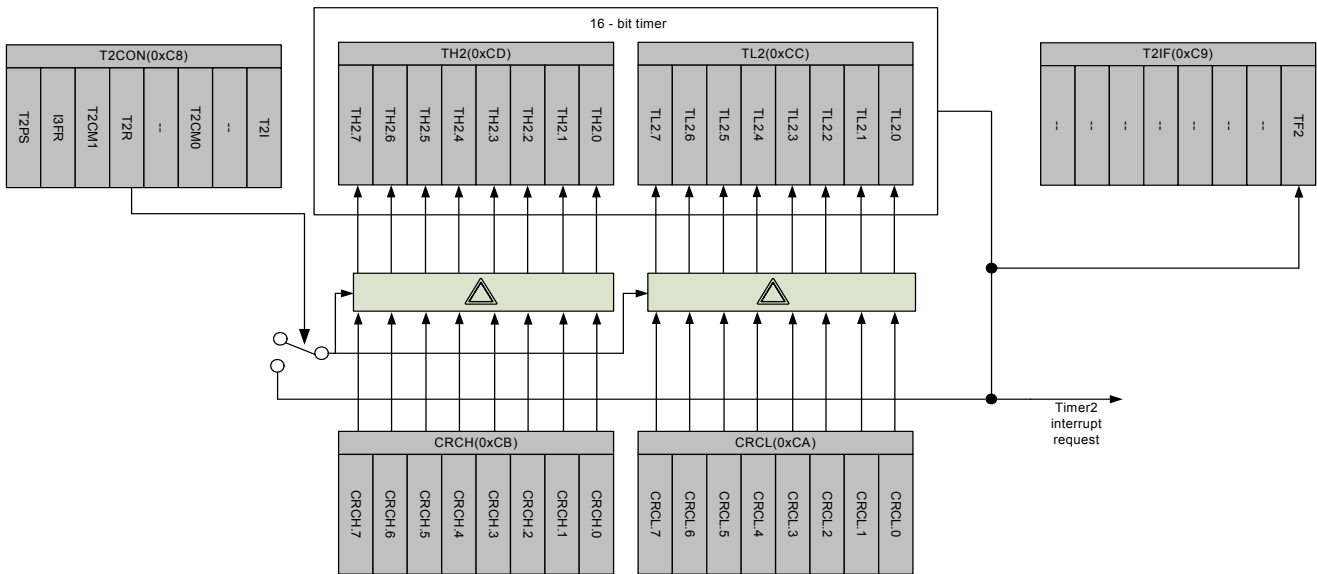 16 - bit timer
T2CON(0xC8)
T2PS
I3FR
T2CM1
T2R
--
T2CM0
--
T2I
TH2(0xCD)
TH2.7
TH2.6
TH2.5
TH2.4
TH2.3
TH2.2
TH2.1
TH2.0
TL2(0xCC)
TL2.7
TL2.6
TL2.5
TL2.4
TL2.3
TL2.2
TL2.1
TL2.0
T2IF(0xC9)
--
--
--
--
--
--
--
TF2
Timer2
interrupt
request
CRCH(0xCB)
CRCH.7
CRCH.6
CRCH.5
CRCH.4
CRCH.3
CRCH.2
CRCH.1
CRCH.0
CRCL(0xCA)
CRCL.7
CRCL.6
CRCL.5
CRCL.4
CRCL.3
CRCL.2
CRCL.1
CRCL.0